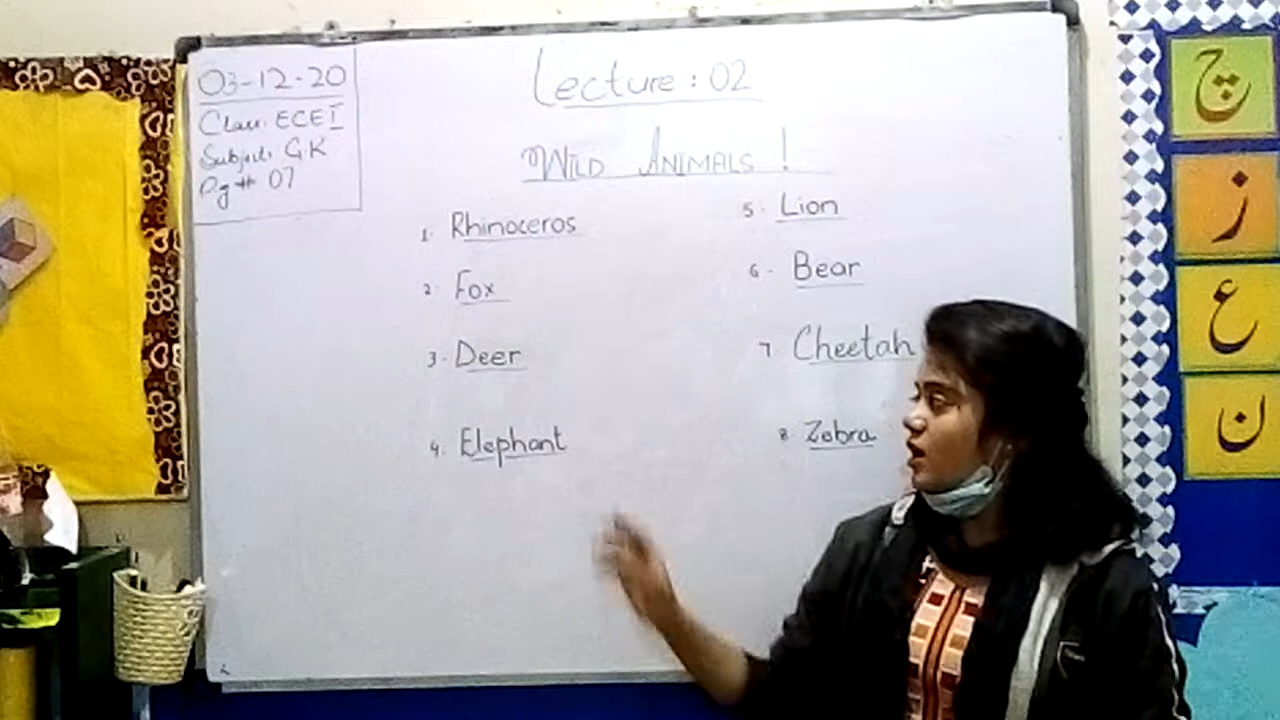 03-12-20
Class: ECE I
Subject: G.K
Pg # 07
Lecture : 02
WILD ANIMALS !
1. Rhinoceros
2. Fox
3. Deer
4. Elephant
5. Lion
6. Bear
7 Cheetah
8 Zebra
چ
ز
ع
ن